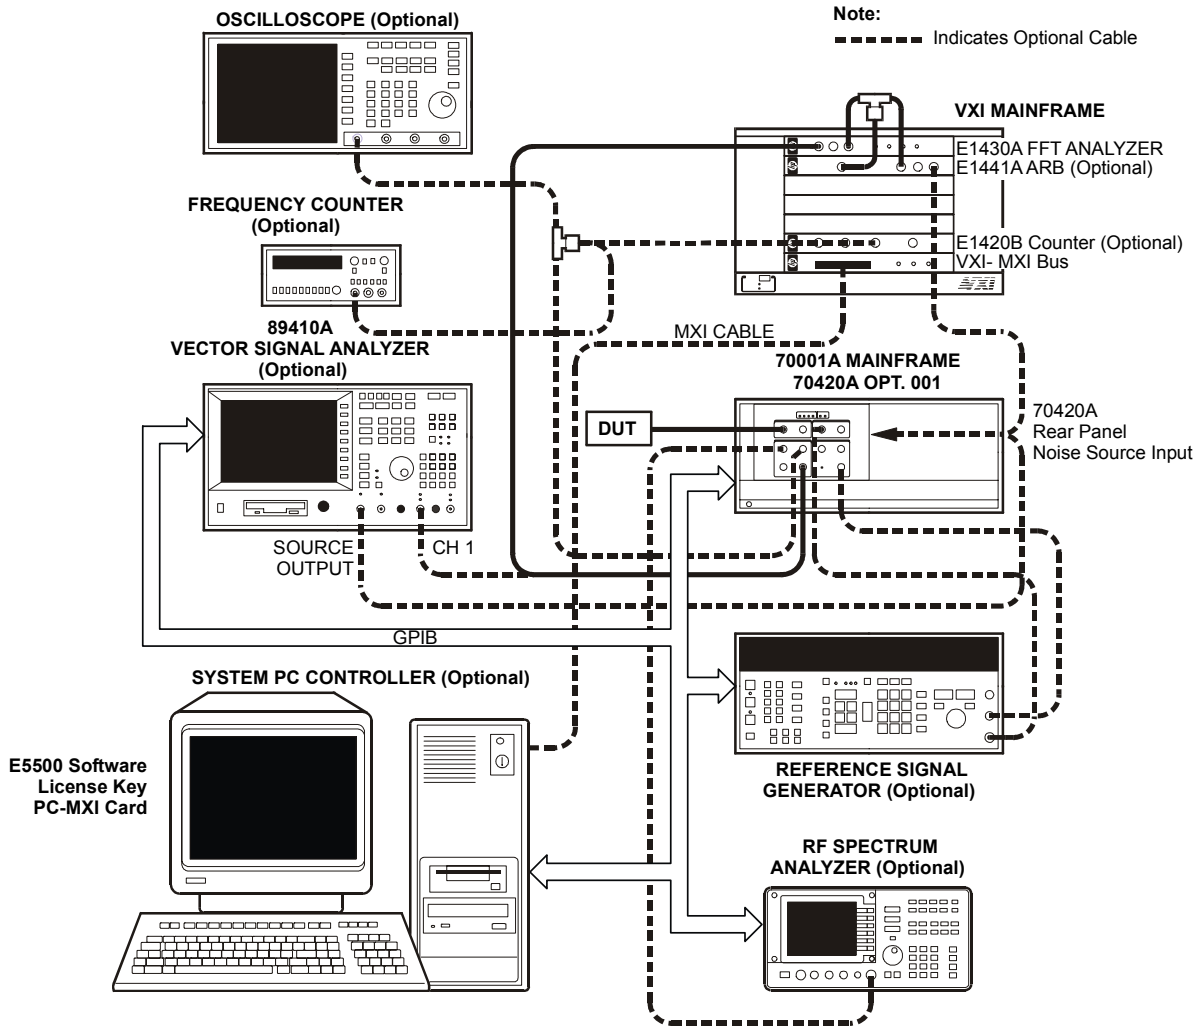 OSCILLOSCOPE (Optional)
Note:
Indicates Optional Cable
VXI MAINFRAME
E1430A FFT ANALYZER
E1441A ARB (Optional)
FREQUENCY COUNTER
(Optional)
E1420B Counter (Optional)
VXI- MXI Bus
VXI
89410A
VECTOR SIGNAL ANALYZER
(Optional)
MXI CABLE
70001A MAINFRAME
70420A OPT. 001
DUT
70420A
Rear Panel
Noise Source Input
SOURCE
OUTPUT
CH 1
GPIB
SYSTEM PC CONTROLLER (Optional)
E5500 Software
License Key
PC-MXI Card
REFERENCE SIGNAL
GENERATOR (Optional)
RF SPECTRUM
ANALYZER (Optional)